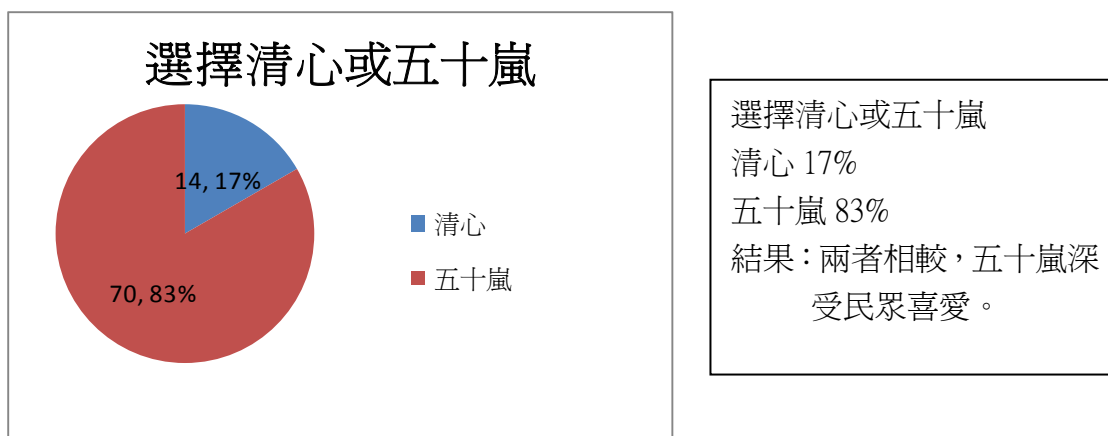 選擇清心或五十嵐
14, 17%
70, 83%
清心
五十嵐
選擇清心或五十嵐
清心 17%
五十嵐 83%
結果：兩者相較，五十嵐深
受民眾喜愛。